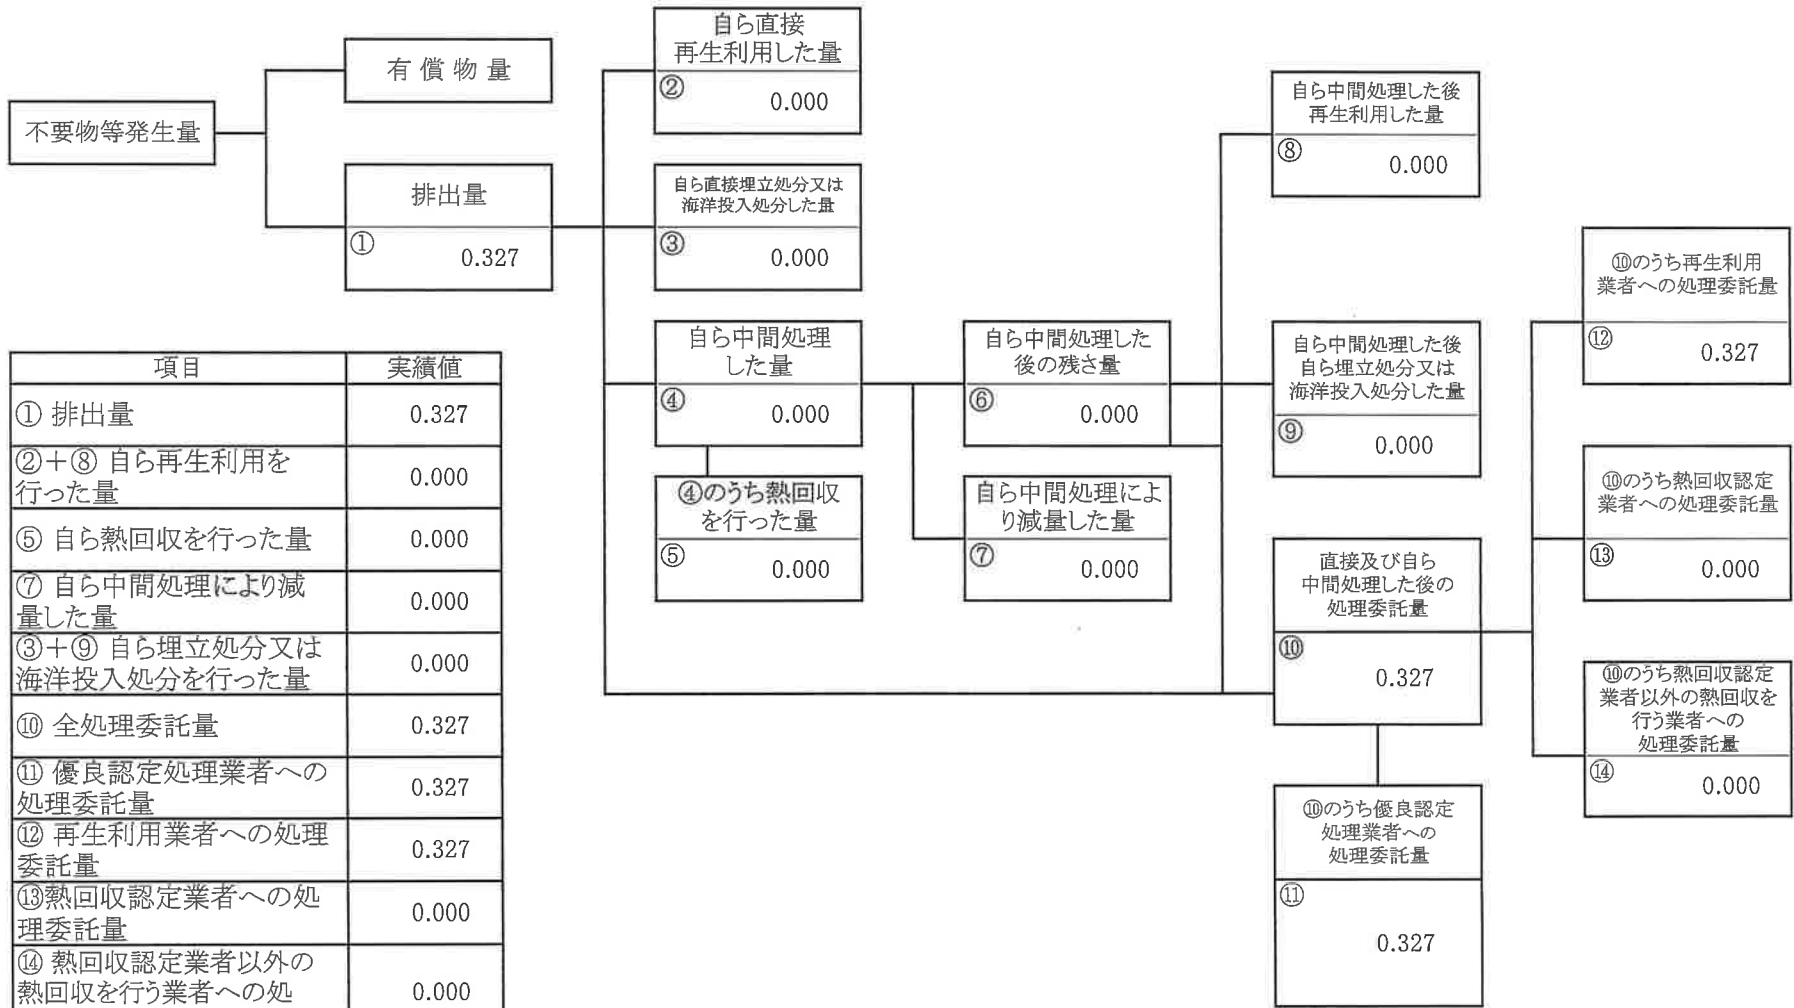 不要物等発生量
有償物量
排出量
①
0.327
自ら直接
再生利用した量
②
0.000
自ら直接埋立処分又は
海洋投入処分した量
③
0.000
自ら中間処理
した量
④
0.000
④のうち熱回収
を行った量
⑤
0.000
自ら中間処理した
後の残さ量
⑥
0.000
自ら中間処理によ
り減量した量
⑦
0.000
自ら中間処理した後
再生利用した量
⑧
0.000
自ら中間処理した後
自ら埋立処分又は
海洋投入処分した量
⑨
0.000
直接及び自ら
中間処理した後の
処理委託量
⑩
0.327
⑩のうち優良認定
処理業者への
処理委託量
⑪
0.327
⑩のうち再生利用
業者への処理委託量
⑫
0.327
⑩のうち熱回収認定
業者への処理委託量
⑬
0.000
⑩のうち熱回収認定
業者以外の熱回収を
行う業者への
処理委託量
⑭
0.000
項目 実績値
① 排出量 0.327
②＋⑧ 自ら再生利用を
行った量 0.000
⑤ 自ら熱回収を行った量 0.000
⑦ 自ら中間処理により減
量した量 0.000
③＋⑨ 自ら埋立処分又は
海洋投入処分を行った量 0.000
⑩ 全処理委託量 0.327
⑪ 優良認定処理業者への
処理委託量 0.327
⑫ 再生利用業者への処理
委託量 0.327
⑬熱回収認定業者への処
理委託量 0.000
⑭ 熱回収認定業者以外の
熱回収を行う業者への処 0.000